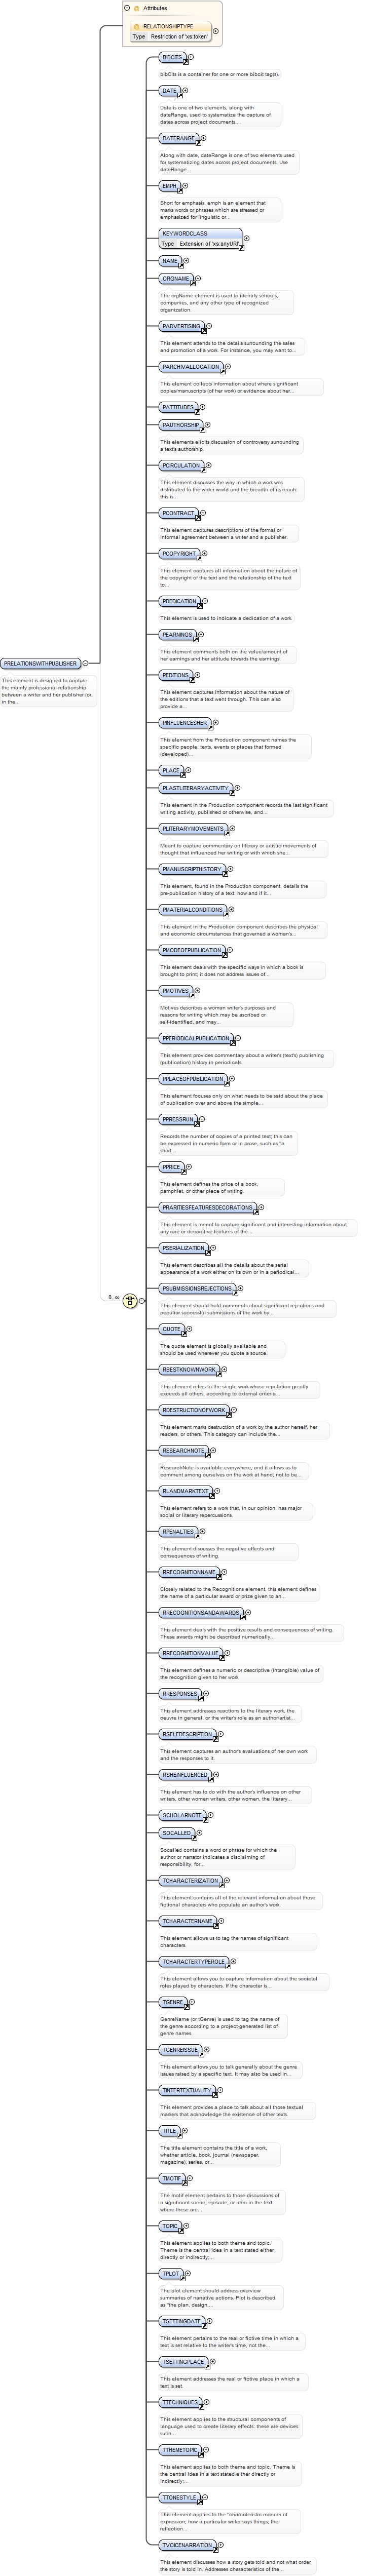 Attributes
RELATIONSHIPTYPE
Type Restriction of 'xs:token'
BIBCITS
bibCits is a container for one or more bibcit tag(s).
DATE
Date is one of two elements, along with
dateRange, used to systematize the capture of
dates across project documents....
DATERANGE
Along with date, dateRange is one of two elements used
for systematizing dates across project documents. Use
dateRange...
EMPH
Short for emphasis, emph is an element that
marks words or phrases which are stressed or
emphasized for linguistic or...
KEYWORDCLASS
Type Extension of 'xs:anyURI'
NAME
ORGNAME
The orgName element is used to identify schools,
companies, and any other type of recognized
organization.
PADVERTISING
This element attends to the details surrounding the sales
and promotion of a work. For instance, you may want to...
PARCHIVALLOCATION
This element collects information about where significant
copies/manuscripts (of her work) or evidence about her...
PATTITUDES
PAUTHORSHIP
This elements elicits discussion of controversy surrounding
a text's authorship.
PCIRCULATION
This element discusses the way in which a work was
distributed to the wider world and the breadth of its reach:
this is...
PCONTRACT
This element captures descriptions of the formal or
informal agreement between a writer and a publisher.
PCOPYRIGHT
This element captures all information about the nature of
the copyright of the text and the relationship of the text
to...
PDEDICATION
This element is used to indicate a dedication of a work.
PEARNINGS
This element comments both on the value/amount of
her earnings and her attitude towards the earnings.
PEDITIONS
This element captures information about the nature of
the editions that a text went through. This can also
provide a...
PINFLUENCESHER
PRELATIONSWITHPUBLISHER
This element is designed to capture
the mainly professional relationship
between a writer and her publisher (or,
in the...
This element from the Production component names the
specific people, texts, events or places that formed
(developed)...
PLACE
PLASTLITERARYACTIVITY
This element in the Production component records the last significant
writing activity, published or otherwise, and...
PLITERARYMOVEMENTS
Meant to capture commentary on literary or artistic movements of
thought that influenced her writing or with which she...
PMANUSCRIPTHISTORY
This element, found in the Production component, details the
pre-publication history of a text: how and if it...
PMATERIALCONDITIONS
This element in the Production component describes the physical
and economic circumstances that governed a woman's...
PMODEOFPUBLICATION
This element deals with the specific ways in which a book is
brought to print; it does not address issues of...
PMOTIVES
Motives describes a woman writer's purposes and
reasons for writing which may be ascribed or
self-identified, and may...
PPERIODICALPUBLICATION
This element provides commentary about a writer's (text's) publishing
(publication) history in periodicals.
PPLACEOFPUBLICATION
This element focuses only on what needs to be said about the place
of publication over and above the simple...
PPRESSRUN
Records the number of copies of a printed text; this can
be expressed in numeric form or in prose, such as "a
short...
PPRICE
This element defines the price of a book,
pamphlet, or other piece of writing.
PRARITIESFEATURESDECORATIONS
This element is meant to capture significant and interesting information about
any rare or decorative features of the...
PSERIALIZATION
This element describes all the details about the serial
appearance of a work either on its own or in a periodical...
PSUBMISSIONSREJECTIONS
0..∞
This element should hold comments about significant rejections and
peculiar successful submissions of the work by...
QUOTE
The quote element is globally available and
should be used wherever you quote a source.
RBESTKNOWNWORK
This element refers to the single work whose reputation greatly
exceeds all others, according to external criteria...
RDESTRUCTIONOFWORK
This element marks destruction of a work by the author herself, her
readers, or others. This category can include the...
RESEARCHNOTE
ResearchNote is available everywhere, and it allows us to
comment among ourselves on the work at hand, not to be...
RLANDMARKTEXT
This element refers to a work that, in our opinion, has major
social or literary repercussions.
RPENALTIES
This element discusses the negative effects and
consequences of writing.
RRECOGNITIONNAME
Closely related to the Recognitions element, this element defines
the name of a particular award or prize given to an...
RRECOGNITIONSANDAWARDS
This element deals with the positive results and consequences of writing.
These awards might be described numerically...
RRECOGNITIONVALUE
This element defines a numeric or descriptive (intangible) value of
the recognition given to her work.
RRESPONSES
This element addresses reactions to the literary work, the
oeuvre in general, or the writer's role as an author/artist...
RSELFDESCRIPTION
This element captures an author's evaluations of her own work
and the responses to it.
RSHEINFLUENCED
This element has to do with the author's influence on other
writers, other women writers, other women, the literary...
SCHOLARNOTE
SOCALLED
Socalled contains a word or phrase for which the
author or narrator indicates a disclaiming of
responsibility, for...
TCHARACTERIZATION
This element contains all of the relevant information about those
fictional characters who populate an author's work.
TCHARACTERNAME
This element allows us to tag the names of significant
characters.
TCHARACTERTYPEROLE
This element allows you to capture information about the societal
roles played by characters. If the character is...
TGENRE
GenreName (or tGenre) is used to tag the name of
the genre according to a project-generated list of
genre names.
TGENREISSUE
This element allows you to talk generally about the genre
issues raised by a specific text. It may also be used in...
TINTERTEXTUALITY
This element provides a place to talk about all those textual
markers that acknowledge the existence of other texts.
TITLE
The title element contains the title of a work,
whether article, book, journal (newspaper,
magazine), series, or...
TMOTIF
The motif element pertains to those discussions of
a significant scene, episode, or idea in the text
where these are...
TOPIC
This element applies to both theme and topic.
Theme is the central idea in a text stated either
directly or indirectly;...
TPLOT
The plot element should address overview
summaries of narrative actions. Plot is described
as "the plan, design,...
TSETTINGDATE
This element pertains to the real or fictive time in which a
text is set relative to the writer's time, not the...
TSETTINGPLACE
This element addresses the real or fictive place in which a
text is set.
TTECHNIQUES
This element applies to the structural components of
language used to create literary effects: these are devices
such...
TTHEMETOPIC
This element applies to both theme and topic. Theme is
the central idea in a text stated either directly or
indirectly;...
TTONESTYLE
This element applies to the "characteristic manner of
expression; how a particular writer says things; the
reflection...
TVOICENARRATION
This element discusses how a story gets told and not what order
the story is told in. Addresses characteristics of the...